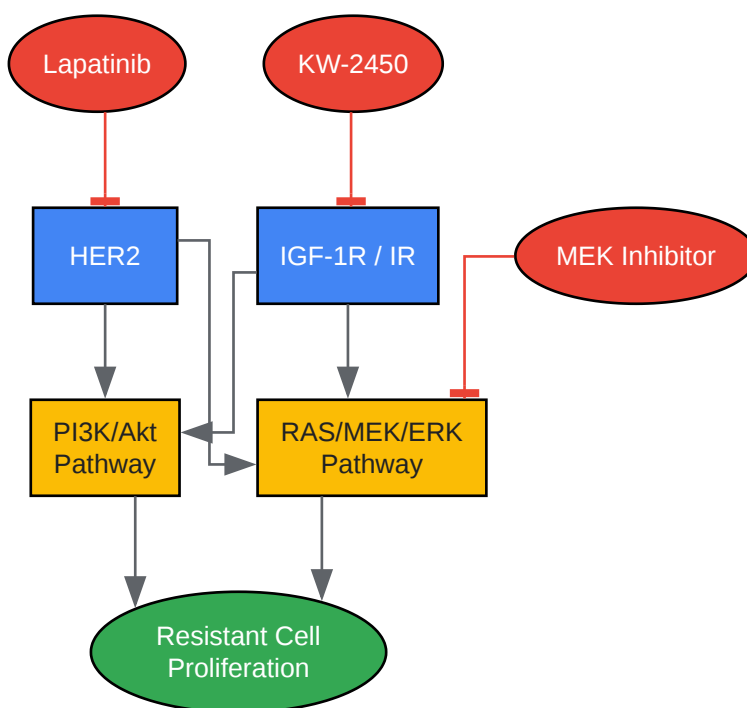 Lapatinib
KW-2450
HER2
IGF-1R / IR
MEK Inhibitor
PI3K/Akt
Pathway
RAS/MEK/ERK
Pathway
Resistant Cell
Proliferation